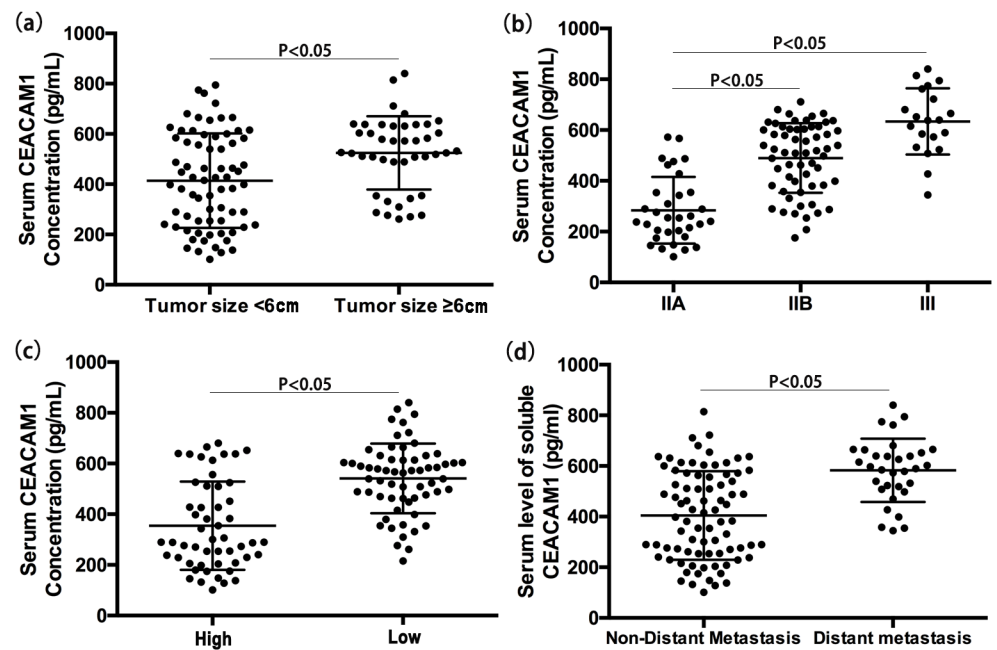 (a)
Serum CEACAM1
Concentration (pg/mL)
1000
800
600
400
200
0
P<0.05
Tumor size <6cm
Tumor size ≥6cm
(b)
Serum CEACAM1
Concentration (pg/mL)
1000
800
600
400
200
0
P<0.05
P<0.05
IIA
IIB
III
(c)
Serum CEACAM1
Concentration (pg/mL)
1000
800
600
400
200
0
P<0.05
High
Low
(d)
Serum level of soluble
CEACAM1 (pg/ml)
1000
800
600
400
200
0
P<0.05
Non-Distant Metastasis
Distant metastasis